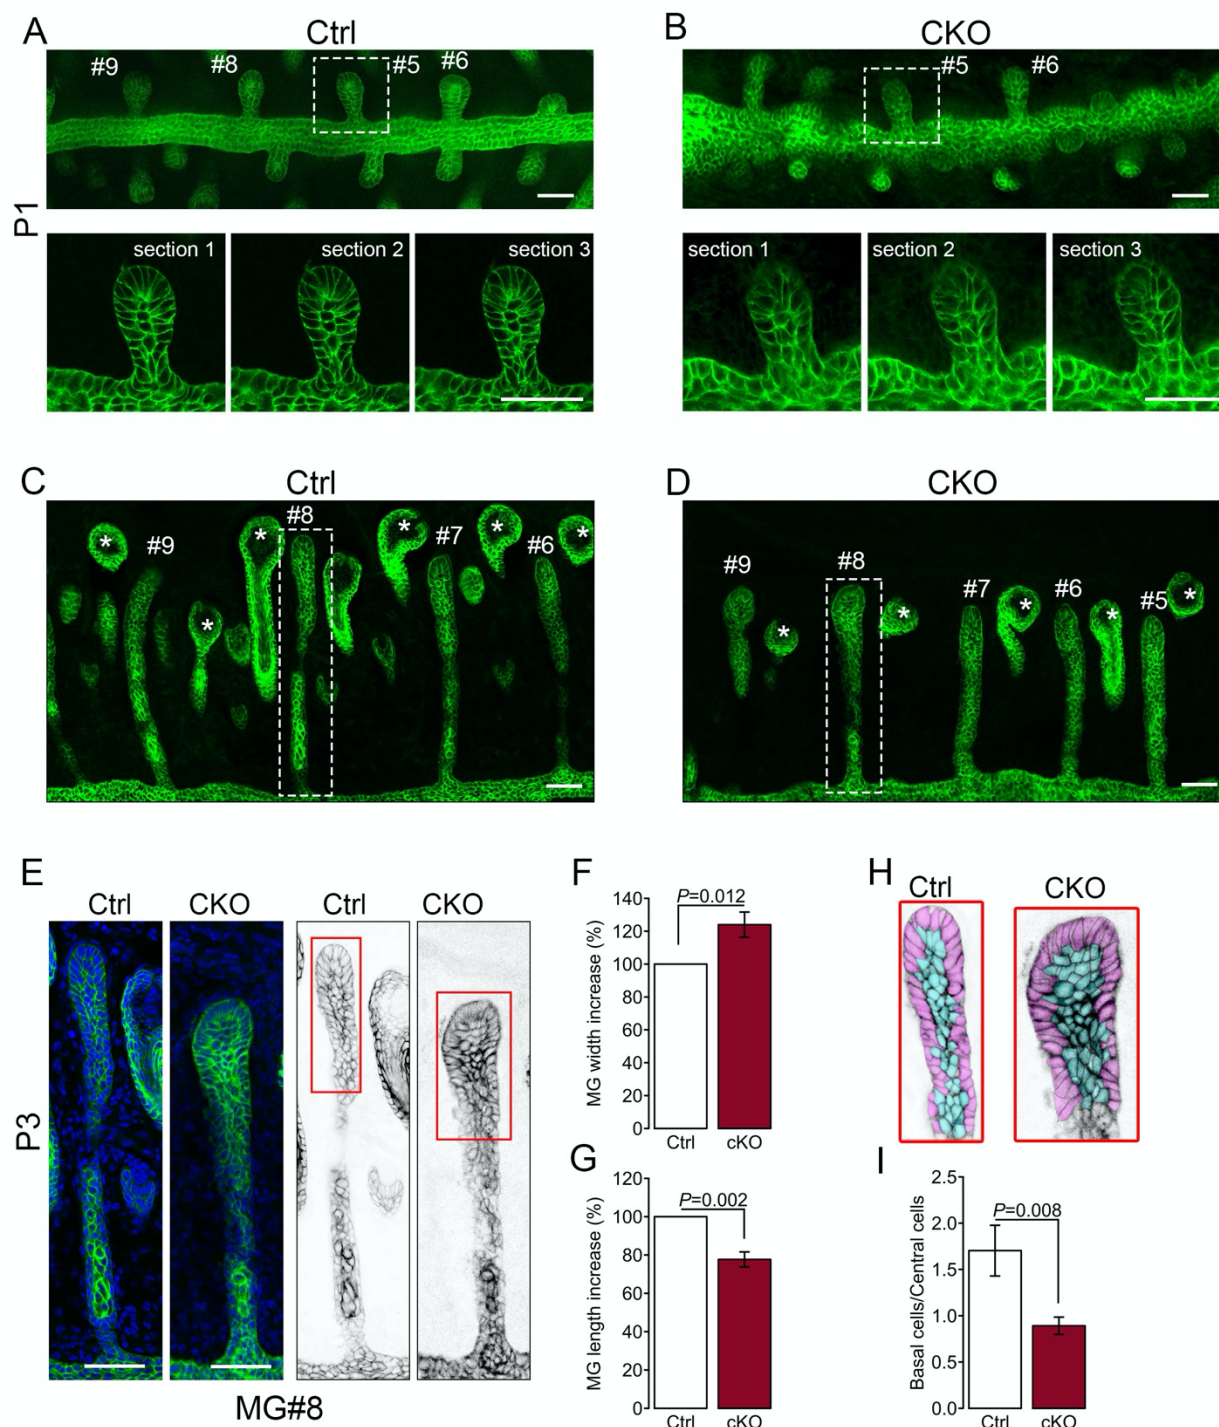 A
Ctrl
B
CKO
#9
#8
#5
#6
#5
#6
P1
section 1
section 2
section 3
section 1
section 2
section 3
C
Ctrl
D
CKO
*
#9
*
*
#8
*
#7
*
#6
*
#9
*
#8
*
#7
*
#6
*
#5
*
E
Ctrl
CKO
Ctrl
CKO
P3
MG#8
F
MG width increase (%)
140
120
100
80
60
40
20
0
P=0.012
Ctrl
cKO
G
MG length increase (%)
120
100
80
60
40
20
0
P=0.002
Ctrl
cKO
H
Ctrl
CKO
I
Basal cells/Central cells
2.5
2.0
1.5
1.0
0.5
0.0
P=0.008
Ctrl
cKO